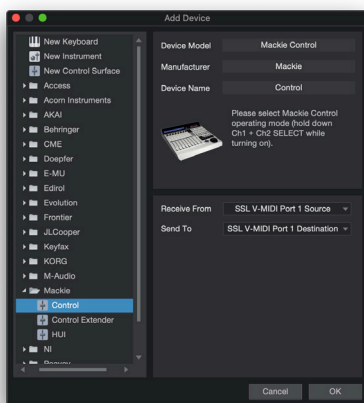 Add Device
New Keyboard
New Instrument
New Control Surface
Access
Acorn Instruments
AKAI
Behringer
CME
Doepfer
E-MU
Edirol
Evolution
Frontier
JLCooper
Keyfax
KORG
M-Audio
Mackie
Control
Control Extender
HUI
NI
Device Model Mackie Control
Manufacturer Mackie
Device Name Control
Please select Mackie Control
operating mode (hold down
Ch1 + Ch2 SELECT while
turning on).
Receive From SSL V-MIDI Port 1 Source
Send To SSL V-MIDI Port 1 Destination
Cancel OK